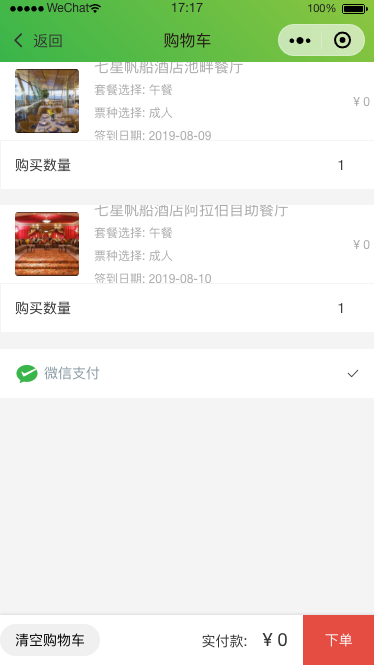 WeChat 17:17 100%
返回 购物车
七星帆船酒店池畔餐厅
套餐选择: 午餐
¥ 0
票种选择: 成人
签到日期: 2019-08-09
购买数量 1
七星帆船酒店阿拉伯自助餐厅
套餐选择: 午餐
¥ 0
票种选择: 成人
签到日期: 2019-08-10
购买数量 1
微信支付
清空购物车 实付款: ¥ 0 下单